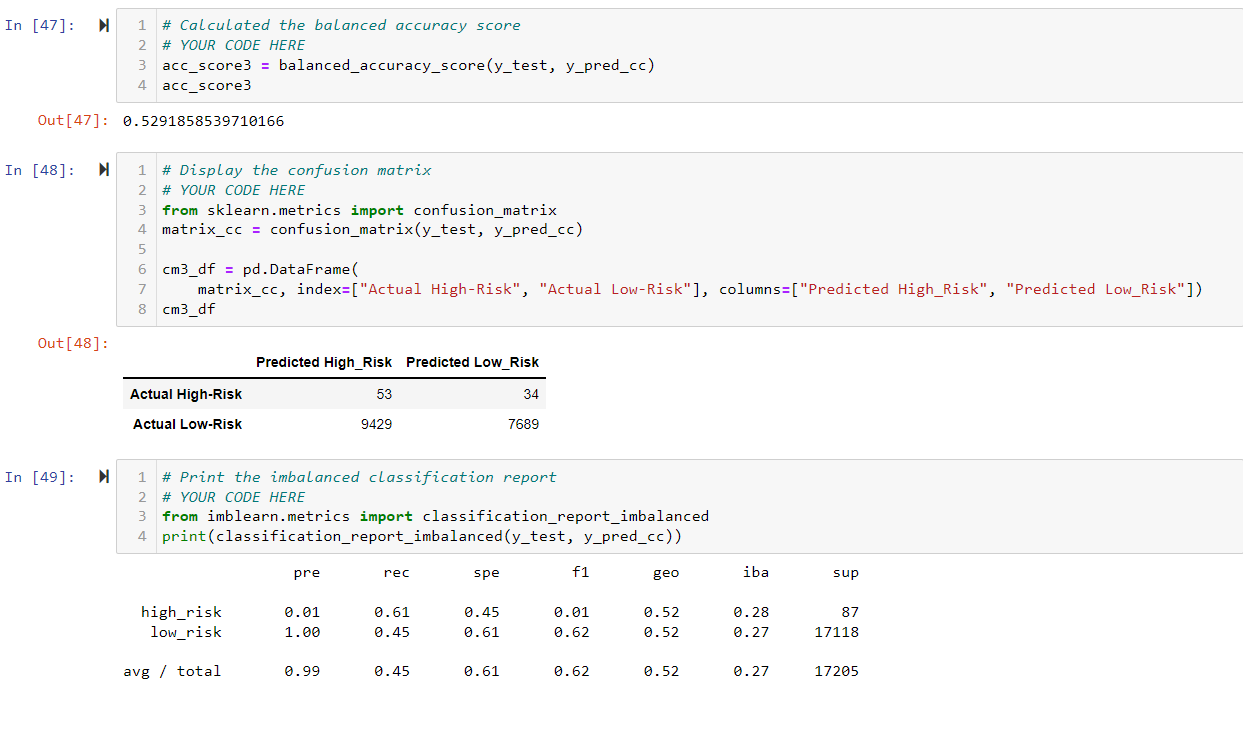 In [47]:
1 # Calculated the balanced accuracy score
2 # YOUR CODE HERE
3 acc_score3 = balanced_accuracy_score(y_test, y_pred_cc)
4 acc_score3
Out[47]: 0.5291858539710166
In [48]:
1 # Display the confusion matrix
2 # YOUR CODE HERE
3 from sklearn.metrics import confusion_matrix
4 matrix_cc = confusion_matrix(y_test, y_pred_cc)
5
6 cm3_df = pd.DataFrame(
7     matrix_cc, index=["Actual High-Risk", "Actual Low-Risk"], columns=["Predicted High_Risk", "Predicted Low_Risk"])
8 cm3_df
Out[48]:
Predicted High_Risk Predicted Low_Risk
Actual High-Risk 53 34
Actual Low-Risk 9429 7689
In [49]:
1 # Print the imbalanced classification report
2 # YOUR CODE HERE
3 from imblearn.metrics import classification_report_imbalanced
4 print(classification_report_imbalanced(y_test, y_pred_cc))
pre rec spe f1 geo iba sup
high_risk 0.01 0.61 0.45 0.01 0.52 0.28 87
low_risk 1.00 0.45 0.61 0.62 0.52 0.27 17118
avg / total 0.99 0.45 0.61 0.62 0.52 0.27 17205